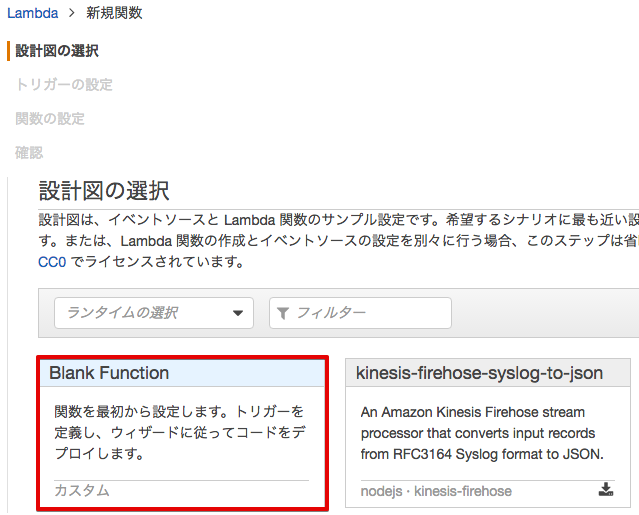 Lambda > 新規関数
設計図の選択
トリガーの設定
関数の設定
確認
設計図の選択
設計図は、イベントソースと Lambda 関数のサンプル設定です。希望するシナリオに最も近い設
す。または、Lambda 関数の作成とイベントソースの設定を別々に行う場合、このステップは省
CC0 でライセンスされています。
ランタイムの選択
フィルター
Blank Function
関数を最初から設定します。トリガーを
定義し、ウィザードに従ってコードをデ
プロイします。
カスタム
kinesis-firehose-syslog-to-json
An Amazon Kinesis Firehose stream
processor that converts input records
from RFC3164 Syslog format to JSON.
nodejs · kinesis-firehose